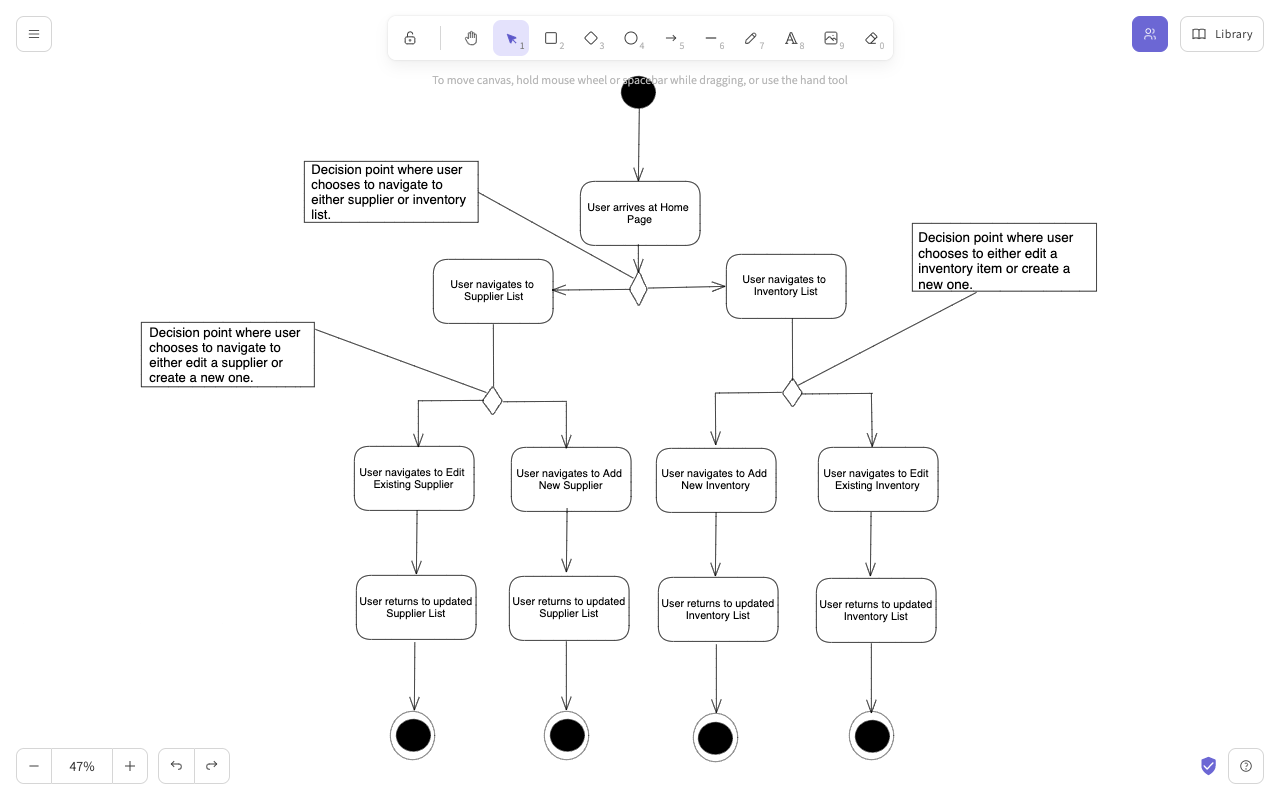 1
2
3
4
5
6
7
8
9
0
Library
To move canvas, hold mouse wheel or spacebar while dragging, or use the hand tool
Decision point where user
chooses to navigate to
either supplier or inventory
list.
User arrives at Home
Page
Decision point where user
chooses to either edit a
inventory item or create a
new one.
User navigates to
Supplier List
User navigates to
Inventory List
Decision point where user
chooses to navigate to
either edit a supplier or
create a new one.
User navigates to Edit
Existing Supplier
User navigates to Add
New Supplier
User navigates to Add
New Inventory
User navigates to Edit
Existing Inventory
User returns to updated
Supplier List
User returns to updated
Supplier List
User returns to updated
Inventory List
User returns to updated
Inventory List
47%